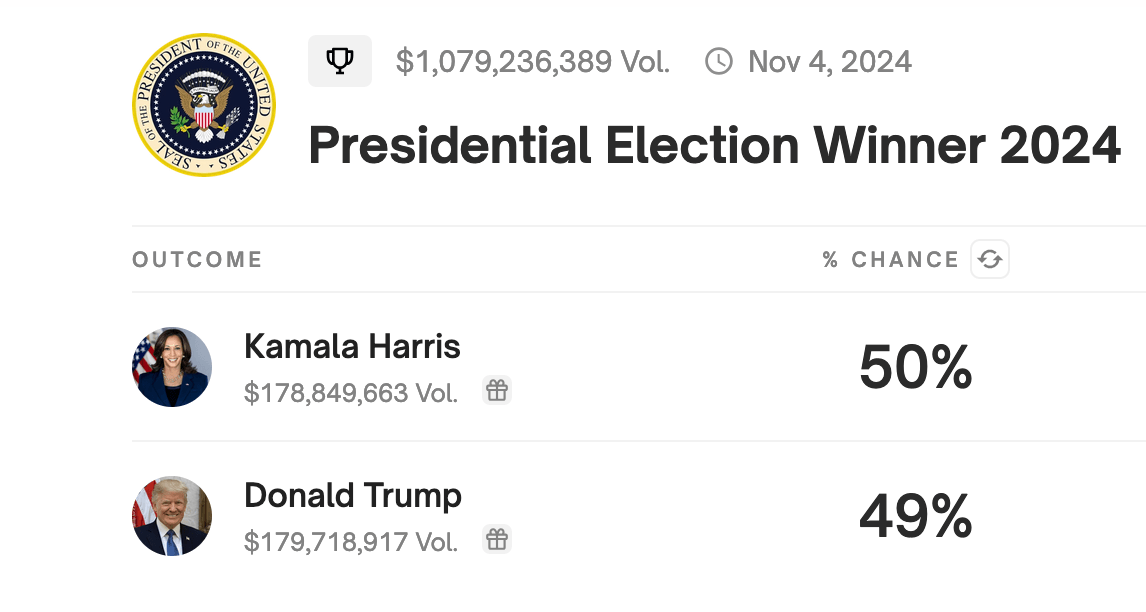 SEAL OF THE PRESIDENT OF THE UNITED STATES
$1,079,236,389 Vol.
Nov 4, 2024
Presidential Election Winner 2024
OUTCOME
% CHANCE
Kamala Harris
50%
$178,849,663 Vol.
Donald Trump
49%
$179,718,917 Vol.